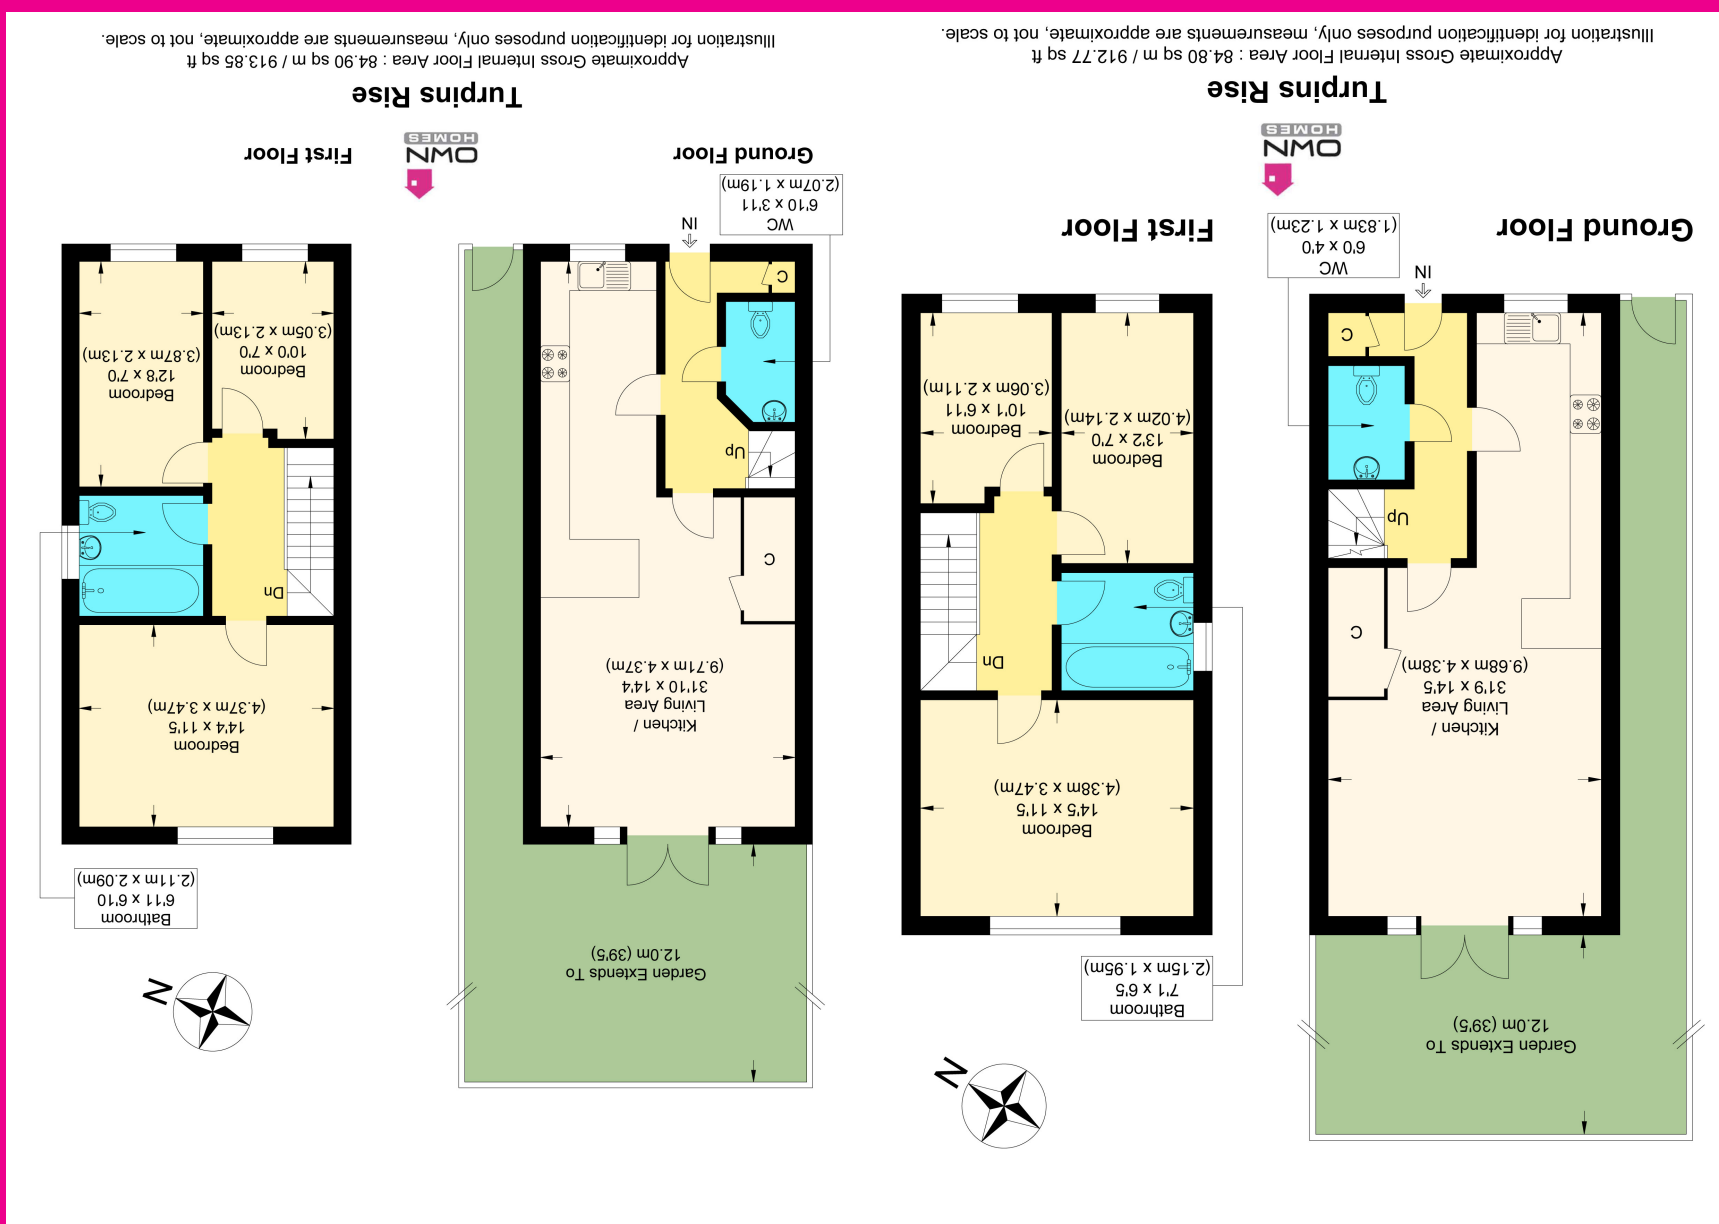 Garden Extends To
12.0m (39'5)
Kitchen /
Living Area
31'9 x 14'5
(9.68m x 4.38m)
C
Up
C
IN
WC
6'0 x 4'0
(1.83m x 1.23m)
Ground Floor
N
Bathroom
7'1 x 6'5
(2.15m x 1.95m)
Bedroom
14'5 x 11'5
(4.38m x 3.47m)
Dn
Bedroom
13'2 x 7'0
(4.02m x 2.14m)
Bedroom
10'1 x 6'11
(3.06m x 2.11m)
First Floor
OWN
HOMES
Turpins Rise
Approximate Gross Internal Floor Area : 84.80 sq m / 912.77 sq ft
Illustration for identification purposes only, measurements are approximate, not to scale.
Garden Extends To
12.0m (39'5)
Kitchen /
Living Area
31'10 x 14'4
(9.71m x 4.37m)
C
Up
C
IN
WC
6'10 x 3'11
(2.07m x 1.19m)
Ground Floor
N
Bathroom
6'11 x 6'10
(2.11m x 2.09m)
Bedroom
14'4 x 11'5
(4.37m x 3.47m)
Dn
Bedroom
10'0 x 7'0
(3.05m x 2.13m)
Bedroom
12'8 x 7'0
(3.87m x 2.13m)
First Floor
OWN
HOMES
Turpins Rise
Approximate Gross Internal Floor Area : 84.90 sq m / 913.85 sq ft
Illustration for identification purposes only, measurements are approximate, not to scale.